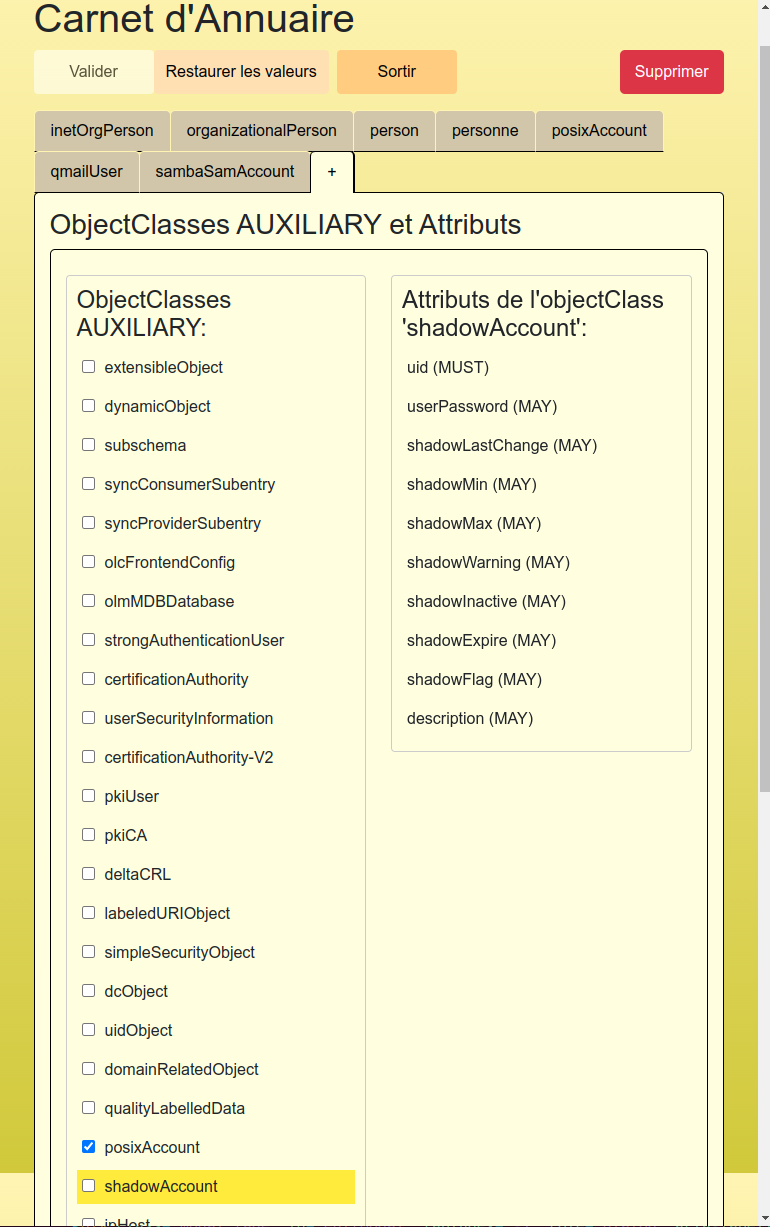 Carnet d'Annuaire
Valider
Restaurer les valeurs
Sortir
Supprimer
inetOrgPerson
organizationalPerson
person
personne
posixAccount
qmailUser
sambaSamAccount
+
ObjectClasses AUXILIARY et Attributs
ObjectClasses
AUXILIARY:
extensibleObject
dynamicObject
subschema
syncConsumerSubentry
syncProviderSubentry
olcFrontendConfig
olmMDBDatabase
strongAuthenticationUser
certificationAuthority
userSecurityInformation
certificationAuthority-V2
pkiUser
pkiCA
deltaCRL
labeledURIObject
simpleSecurityObject
dcObject
uidObject
domainRelatedObject
qualityLabelledData
posixAccount
shadowAccount
ipHost
Attributs de l'objectClass
'shadowAccount':
uid (MUST)
userPassword (MAY)
shadowLastChange (MAY)
shadowMin (MAY)
shadowMax (MAY)
shadowWarning (MAY)
shadowInactive (MAY)
shadowExpire (MAY)
shadowFlag (MAY)
description (MAY)